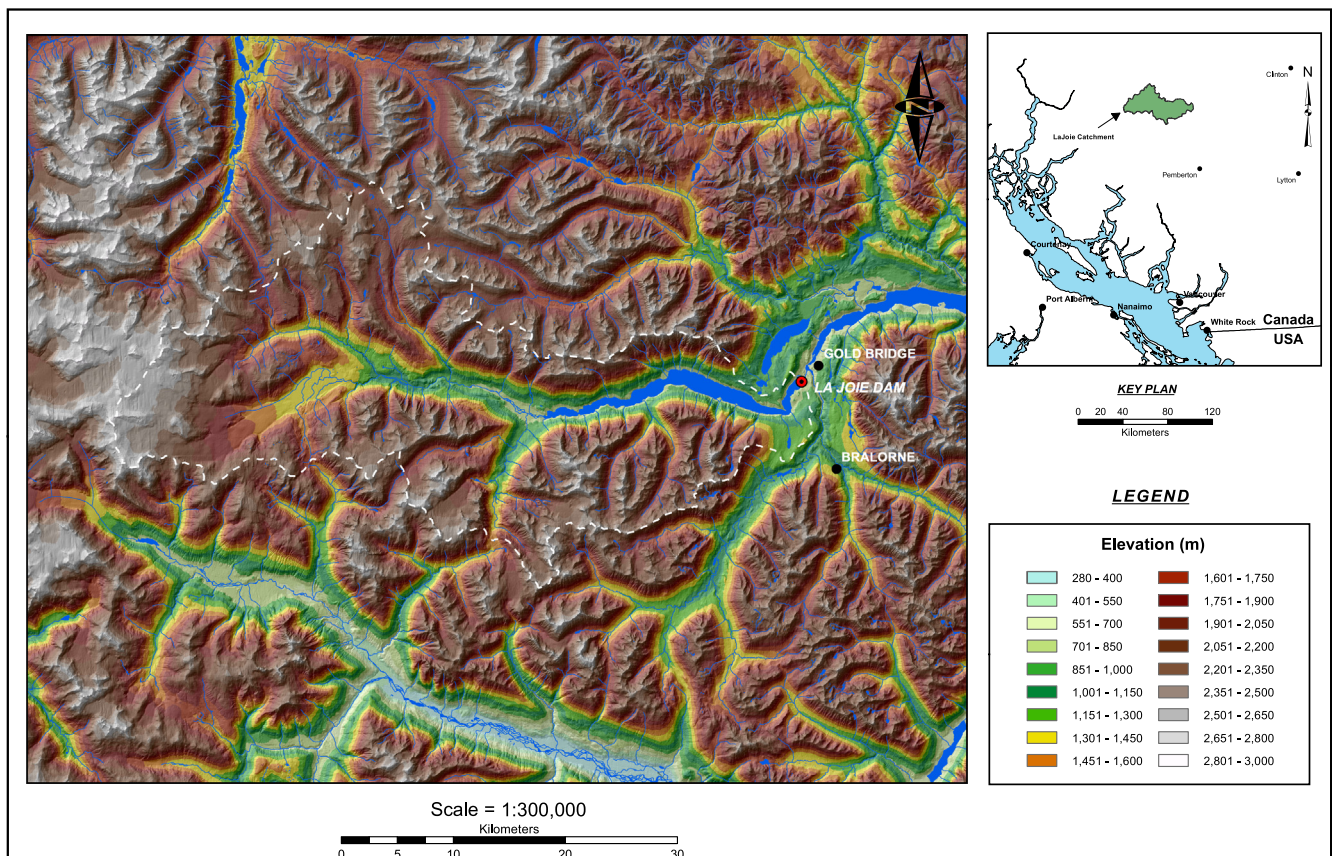 GOLD BRIDGE
LA JOIE DAM
BRALORNE
N
Scale = 1:300,000
Kilometers
0 5 10 20 30
Clinton
N
LaJoie Catchment
Pemberton
Lytton
Courtenay
Port Alberni
Nanaimo
Vancouver
White Rock
Canada
USA
KEY PLAN
0 20 40 80 120
Kilometers
LEGEND
Elevation (m)
280 - 400
401 - 550
551 - 700
701 - 850
851 - 1,000
1,001 - 1,150
1,151 - 1,300
1,301 - 1,450
1,451 - 1,600
1,601 - 1,750
1,751 - 1,900
1,901 - 2,050
2,051 - 2,200
2,201 - 2,350
2,351 - 2,500
2,501 - 2,650
2,651 - 2,800
2,801 - 3,000